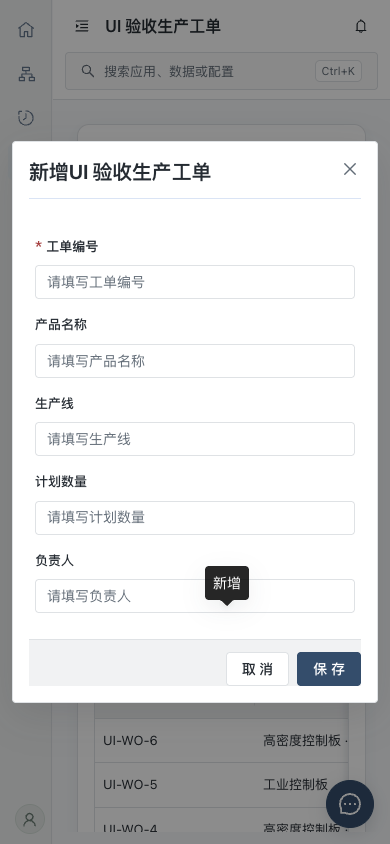 UI 验收生产工单
搜索应用、数据或配置 Ctrl+K
新增UI 验收生产工单
* 工单编号
请填写工单编号
产品名称
请填写产品名称
生产线
请填写生产线
计划数量
请填写计划数量
负责人
新增
请填写负责人
取 消 保 存
UI-WO-6 高密度控制板 ·
UI-WO-5 工业控制板
UI-WO-4 高密度控制板